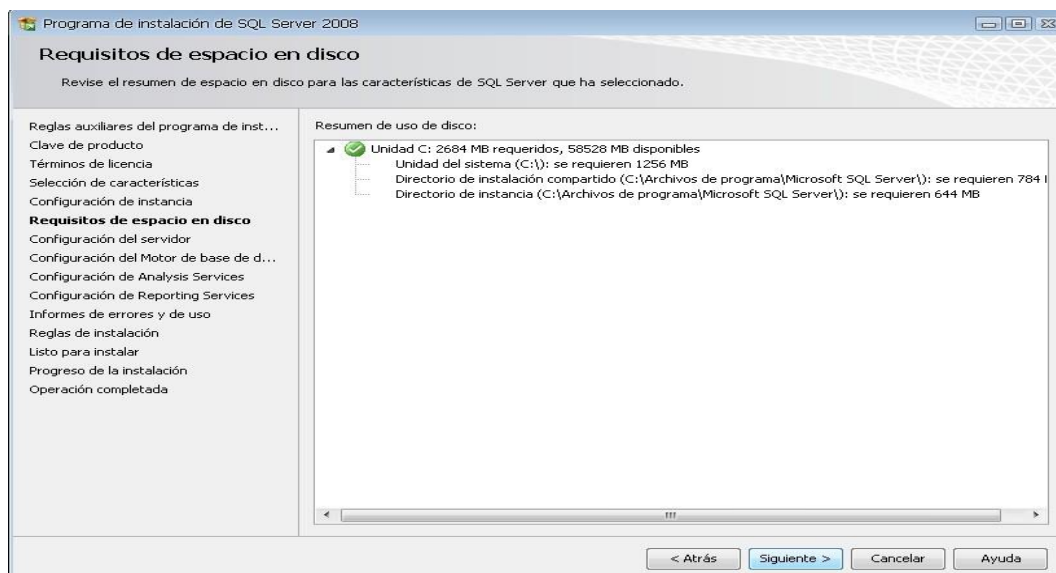 Programa de instalación de SQL Server 2008
Requisitos de espacio en disco
Revise el resumen de espacio en disco para las características de SQL Server que ha seleccionado.
Reglas auxiliares del programa de inst...
Clave de producto
Términos de licencia
Selección de características
Configuración de instancia
Requisitos de espacio en disco
Configuración del servidor
Configuración del Motor de base de d...
Configuración de Analysis Services
Configuración de Reporting Services
Informes de errores y de uso
Reglas de instalación
Listo para instalar
Progreso de la instalación
Operación completada
Resumen de uso de disco:
Unidad C: 2684 MB requeridos, 58528 MB disponibles
Unidad del sistema (C:\): se requieren 1256 MB
Directorio de instalación compartido (C:\Archivos de programa\Microsoft SQL Server\): se requieren 784
Directorio de instancia (C:\Archivos de programa\Microsoft SQL Server\): se requieren 644 MB
< Atrás
Siguiente >
Cancelar
Ayuda